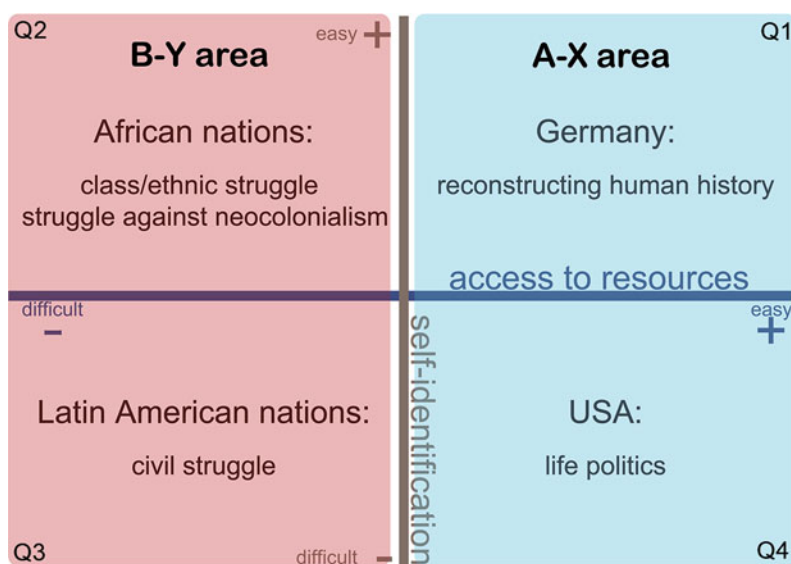 Q2
easy +
Q1
B-Y area
A-X area
African nations:
class/ethnic struggle
struggle against neocolonialism
Germany:
reconstructing human history
access to resources
difficult
-
easy
+
self-identification
Latin American nations:
civil struggle
USA:
life politics
Q3
difficult -
Q4